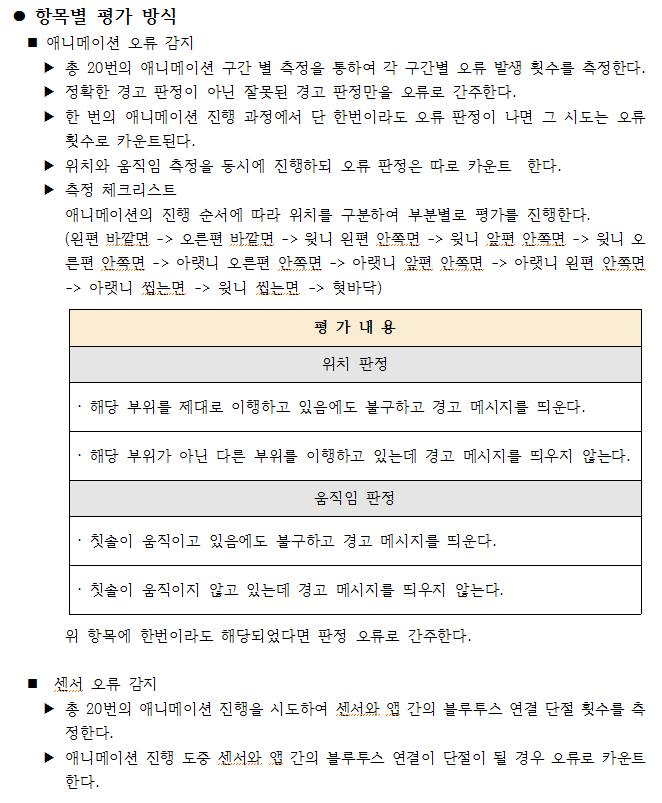 ● 항목별 평가 방식
■ 애니메이션 오류 감지
▶ 총 20번의 애니메이션 구간 별 측정을 통하여 각 구간별 오류 발생 횟수를 측정한다.
▶ 정확한 경고 판정이 아닌 잘못된 경고 판정만을 오류로 간주한다.
▶ 한 번의 애니메이션 진행 과정에서 단 한번이라도 오류 판정이 나면 그 시도는 오류
횟수로 카운트된다.
▶ 위치와 움직임 측정을 동시에 진행하되 오류 판정은 따로 카운트 한다.
▶ 측정 체크리스트
애니메이션의 진행 순서에 따라 위치를 구분하여 부분별로 평가를 진행한다.
(왼편 바깥면 -> 오른편 바깥면 -> 윗니 왼편 안쪽면 -> 윗니 앞편 안쪽면 -> 윗니 오
른편 안쪽면 -> 아랫니 오른편 안쪽면 -> 아랫니 앞편 안쪽면 -> 아랫니 왼편 안쪽면
-> 아랫니 씹는면 -> 윗니 씹는면 -> 혓바닥)
평 가 내 용
위치 판정
· 해당 부위를 제대로 이행하고 있음에도 불구하고 경고 메시지를 띄운다.
· 해당 부위가 아닌 다른 부위를 이행하고 있는데 경고 메시지를 띄우지 않는다.
움직임 판정
· 칫솔이 움직이고 있음에도 불구하고 경고 메시지를 띄운다.
· 칫솔이 움직이지 않고 있는데 경고 메시지를 띄우지 않는다.
위 항목에 한번이라도 해당되었다면 판정 오류로 간주한다.
■ 센서 오류 감지
▶ 총 20번의 애니메이션 진행을 시도하여 센서와 앱 간의 블루투스 연결 단절 횟수를 측
정한다.
▶ 애니메이션 진행 도중 센서와 앱 간의 블루투스 연결이 단절이 될 경우 오류로 카운트
한다.